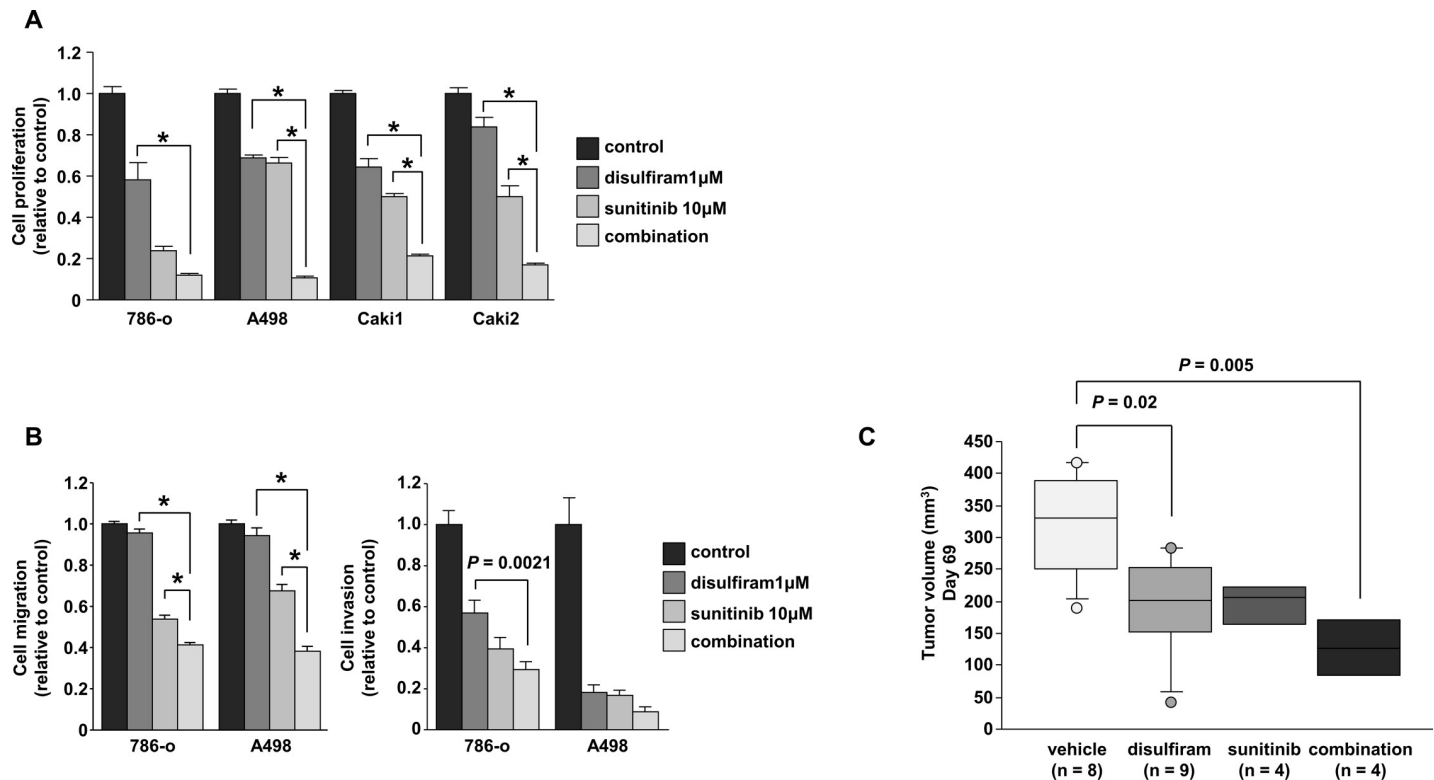 A
Cell proliferation
(relative to control)
1.2
1.0
0.8
0.6
0.4
0.2
0
*
*
*
*
*
*
*
786-o
A498
Caki1
Caki2
control
disulfiram1μM
sunitinib 10μM
combination
B
Cell migration
(relative to control)
1.2
1.0
0.8
0.6
0.4
0.2
0
*
*
*
*
786-o
A498
Cell invasion
(relative to control)
1.2
1.0
0.8
0.6
0.4
0.2
0
P = 0.0021
786-o
A498
control
disulfiram1μM
sunitinib 10μM
combination
C
P = 0.005
P = 0.02
Tumor volume (mm³)
Day 69
450
400
350
300
250
200
150
100
50
0
vehicle disulfiram sunitinib combination
(n = 8) (n = 9) (n = 4) (n = 4)